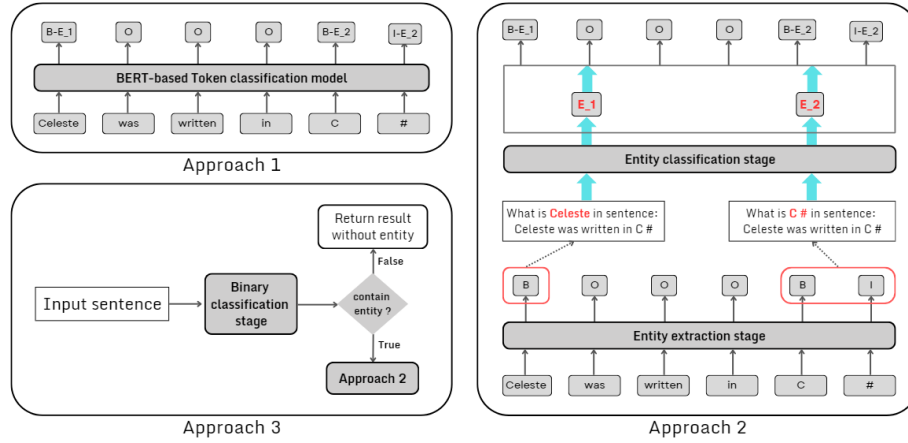 B-E_1 O O O B-E_2 I-E_2
BERT-based Token classification model
Celeste was written in C #
Approach 1
Input sentence
Binary
classification
stage
Return result
without entity
False
contain
entity ?
True
Approach 2
Approach 3
B-E_1 O O O B-E_2 I-E_2
E_1 E_2
Entity classification stage
What is Celeste in sentence:
Celeste was written in C #
What is C # in sentence:
Celeste was written in C #
B O O O B I
Entity extraction stage
Celeste was written in C #
Approach 2